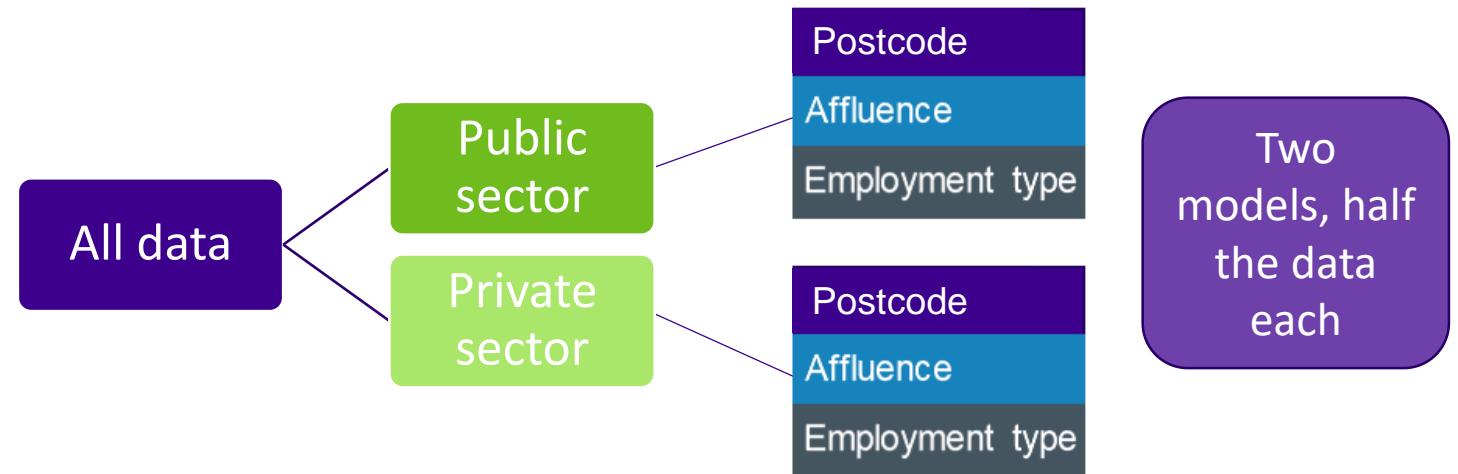 All data
Public
sector
Private
sector
Postcode
Affluence
Employment type
Postcode
Affluence
Employment type
Two
models, half
the data
each